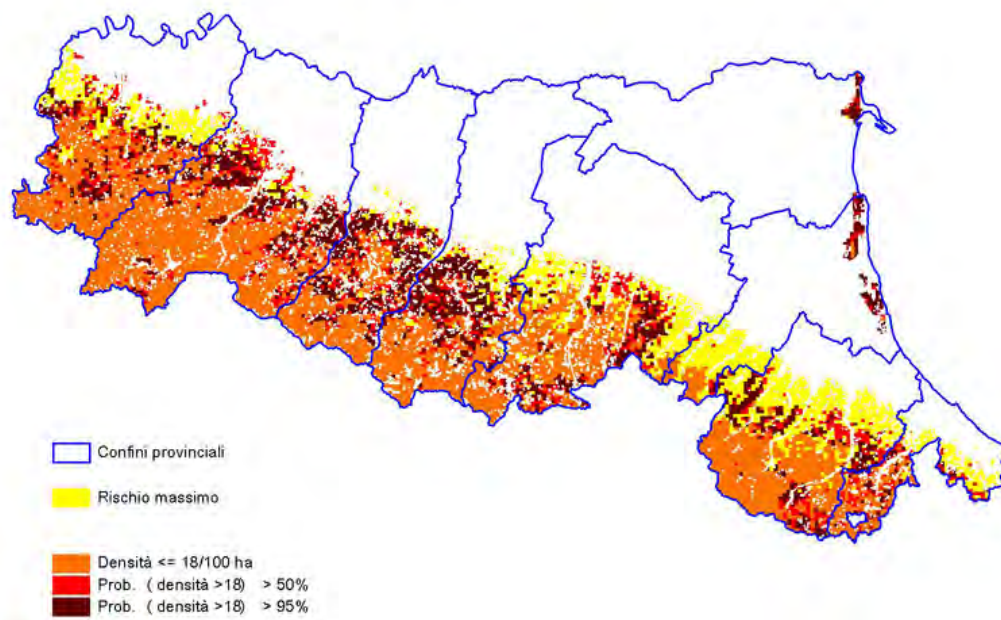 Confini provinciali
Rischio massimo
Densità <= 18/100 ha
Prob. ( densità >18) > 50%
Prob. ( densità >18) > 95%